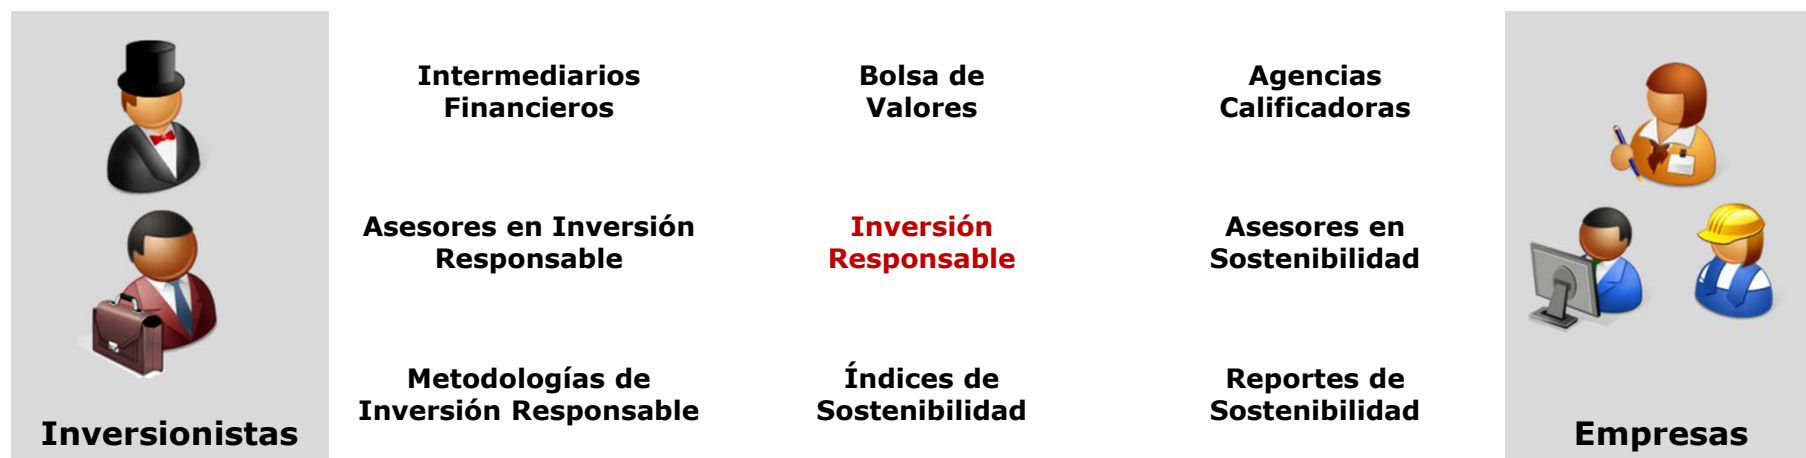 Intermediarios
Financieros
Bolsa de
Valores
Agencias
Calificadoras
Asesores en Inversión
Responsable
Inversión
Responsable
Asesores en
Sostenibilidad
Metodologías de
Inversión Responsable
Índices de
Sostenibilidad
Reportes de
Sostenibilidad
Inversionistas
Empresas